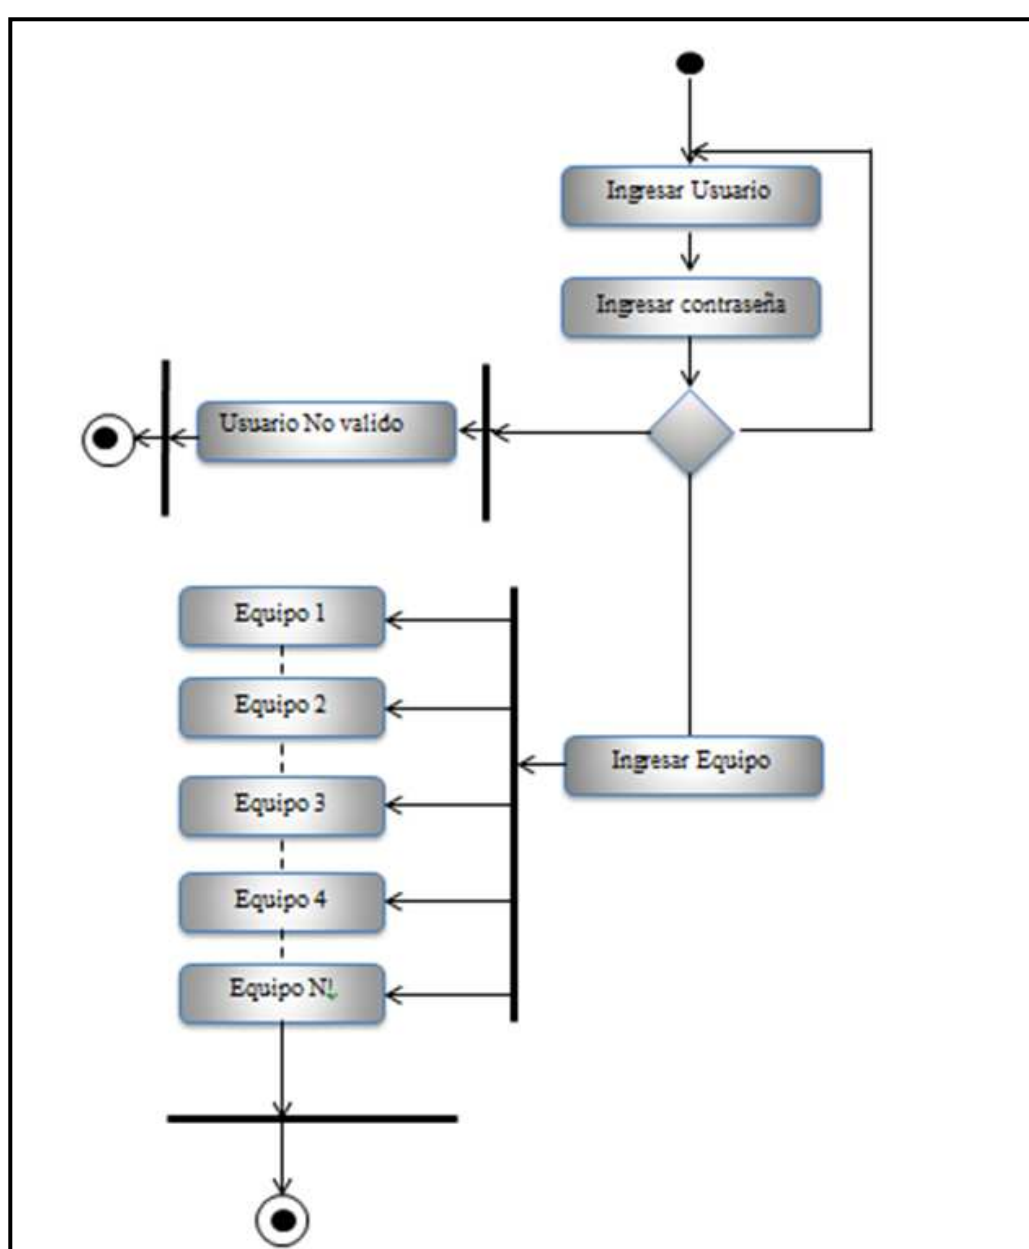 Ingresar Usuario
Ingresar contraseña
Usuario No valido
Equipo 1
Equipo 2
Ingresar Equipo
Equipo 3
Equipo 4
Equipo N